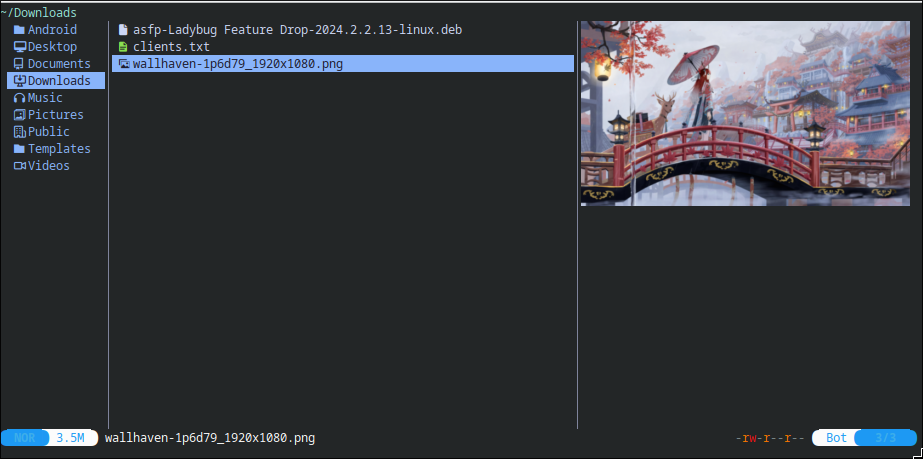 ~/Downloads
Android
Desktop
Documents
Downloads
Music
Pictures
Public
Templates
Videos
asfp-Ladybug Feature Drop-2024.2.2.13-linux.deb
clients.txt
wallhaven-1p6d79_1920x1080.png
NOR 3.5M wallhaven-1p6d79_1920x1080.png -rw-r--r-- Bot 3/3